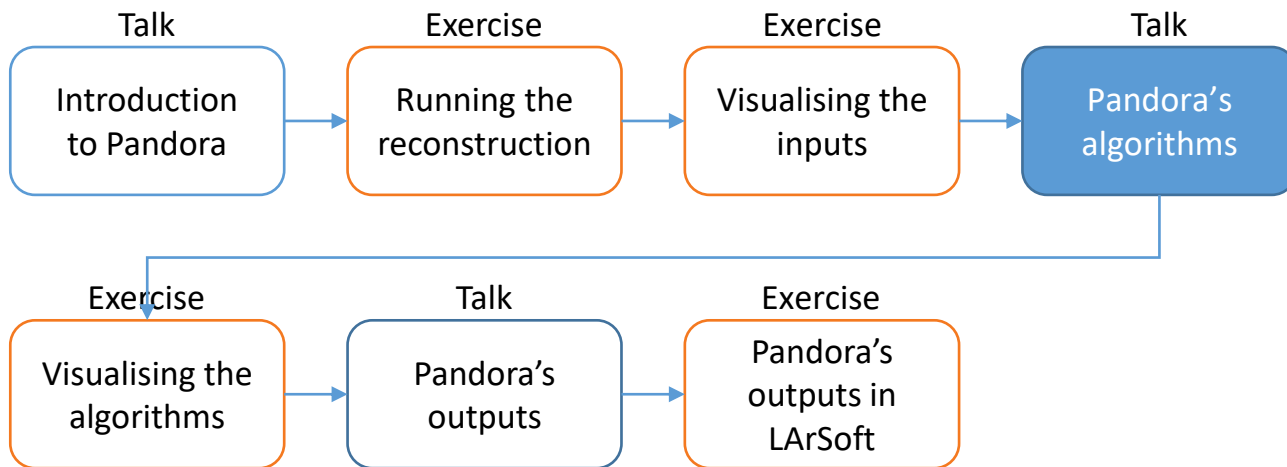 Talk
Introduction
to Pandora
Exercise
Running the
reconstruction
Exercise
Visualising the
inputs
Talk
Pandora’s
algorithms
Exercise
Visualising the
algorithms
Talk
Pandora’s
outputs
Exercise
Pandora’s
outputs in
LArSoft